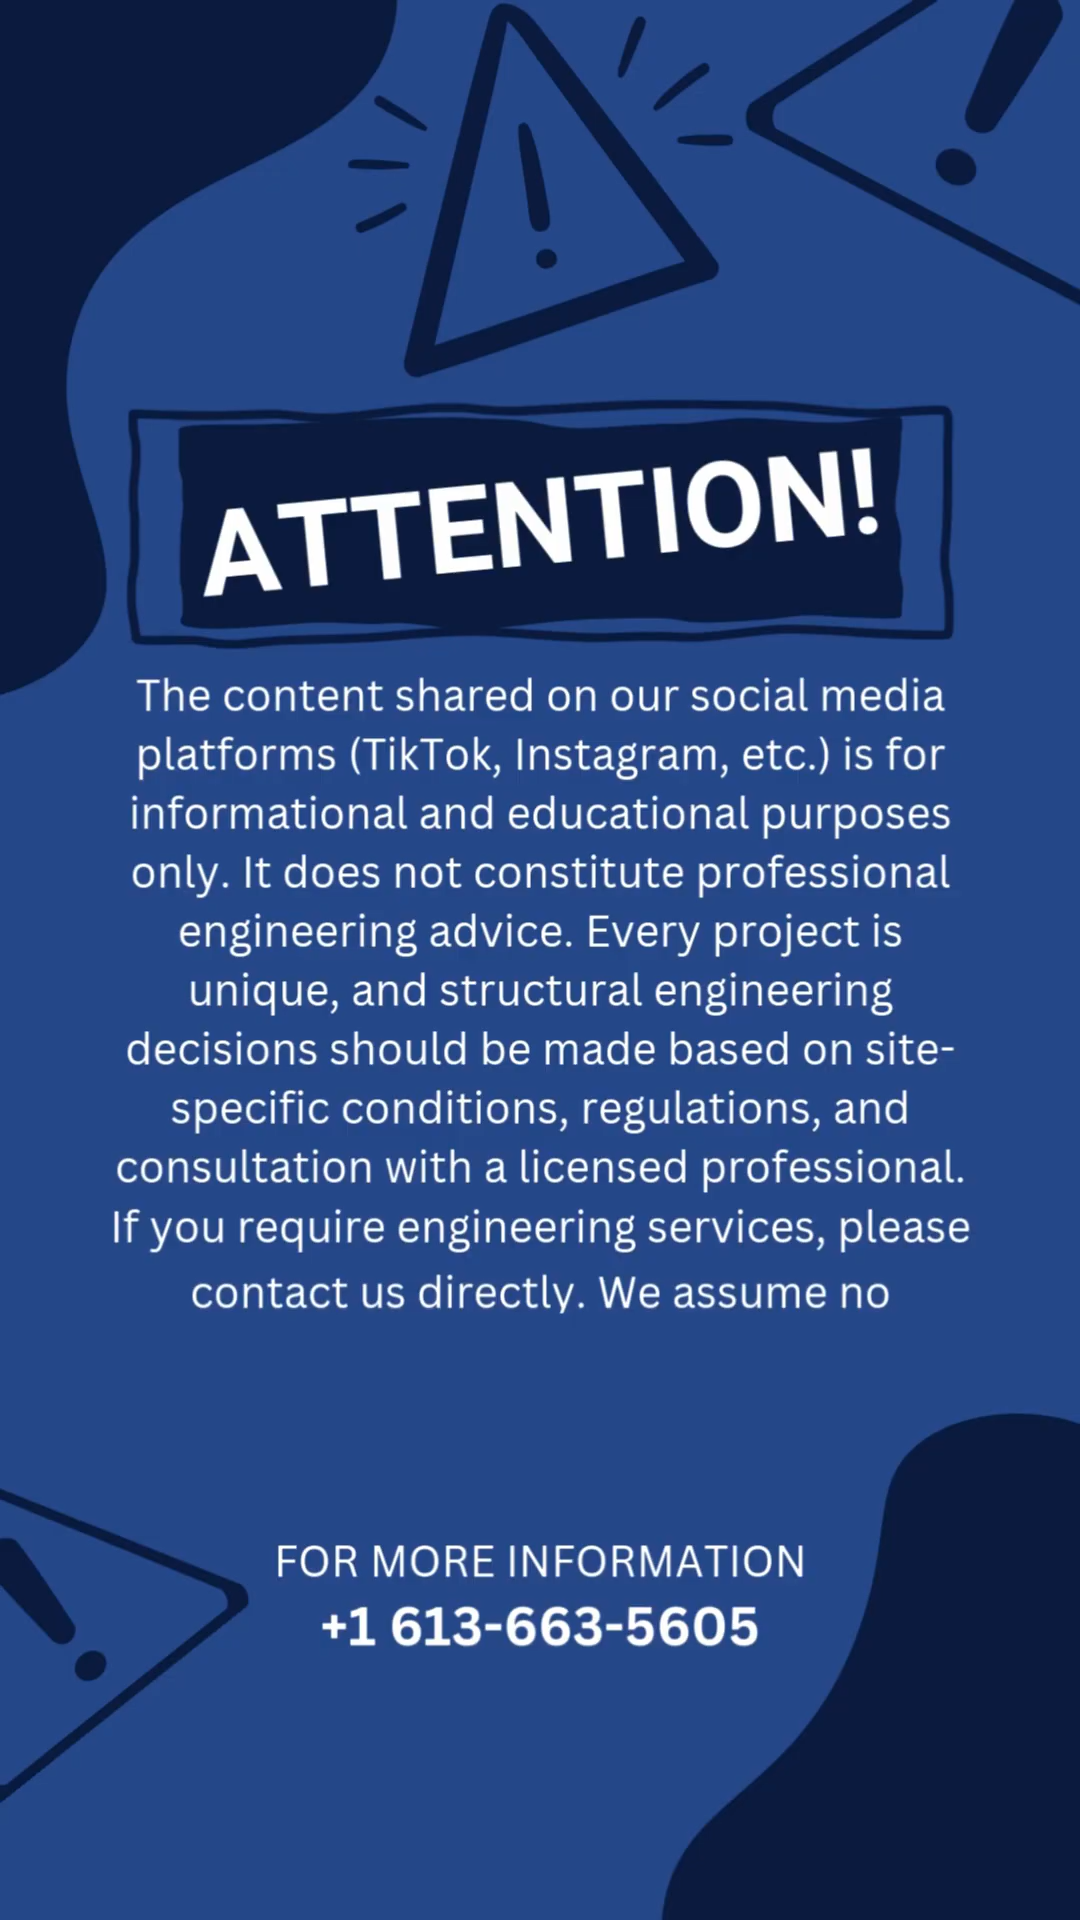 ATTENTION!
The content shared on our social media
platforms (TikTok, Instagram, etc.) is for
informational and educational purposes
only. It does not constitute professional
engineering advice. Every project is
unique, and structural engineering
decisions should be made based on site-
specific conditions, regulations, and
consultation with a licensed professional.
If you require engineering services, please
contact us directly. We assume no
FOR MORE INFORMATION
+1 613-663-5605